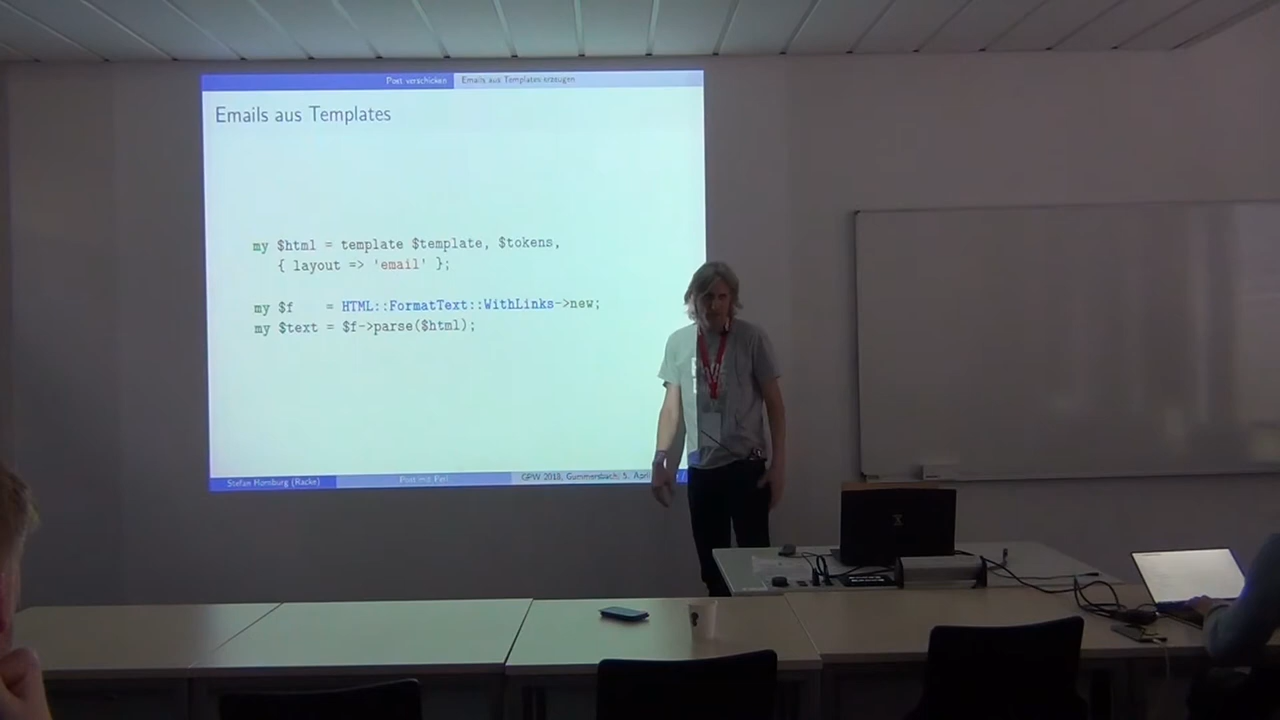 Post verschicken
Emails aus Templates erzeugen
Emails aus Templates
my $html = template $template, $tokens,
{ layout => 'email' };
my $f = HTML::FormatText::WithLinks->new;
my $text = $f->parse($html);
Stefan Hornburg (Racke)
Post mit Perl
GPW 2018, Gummersbach, 5. April